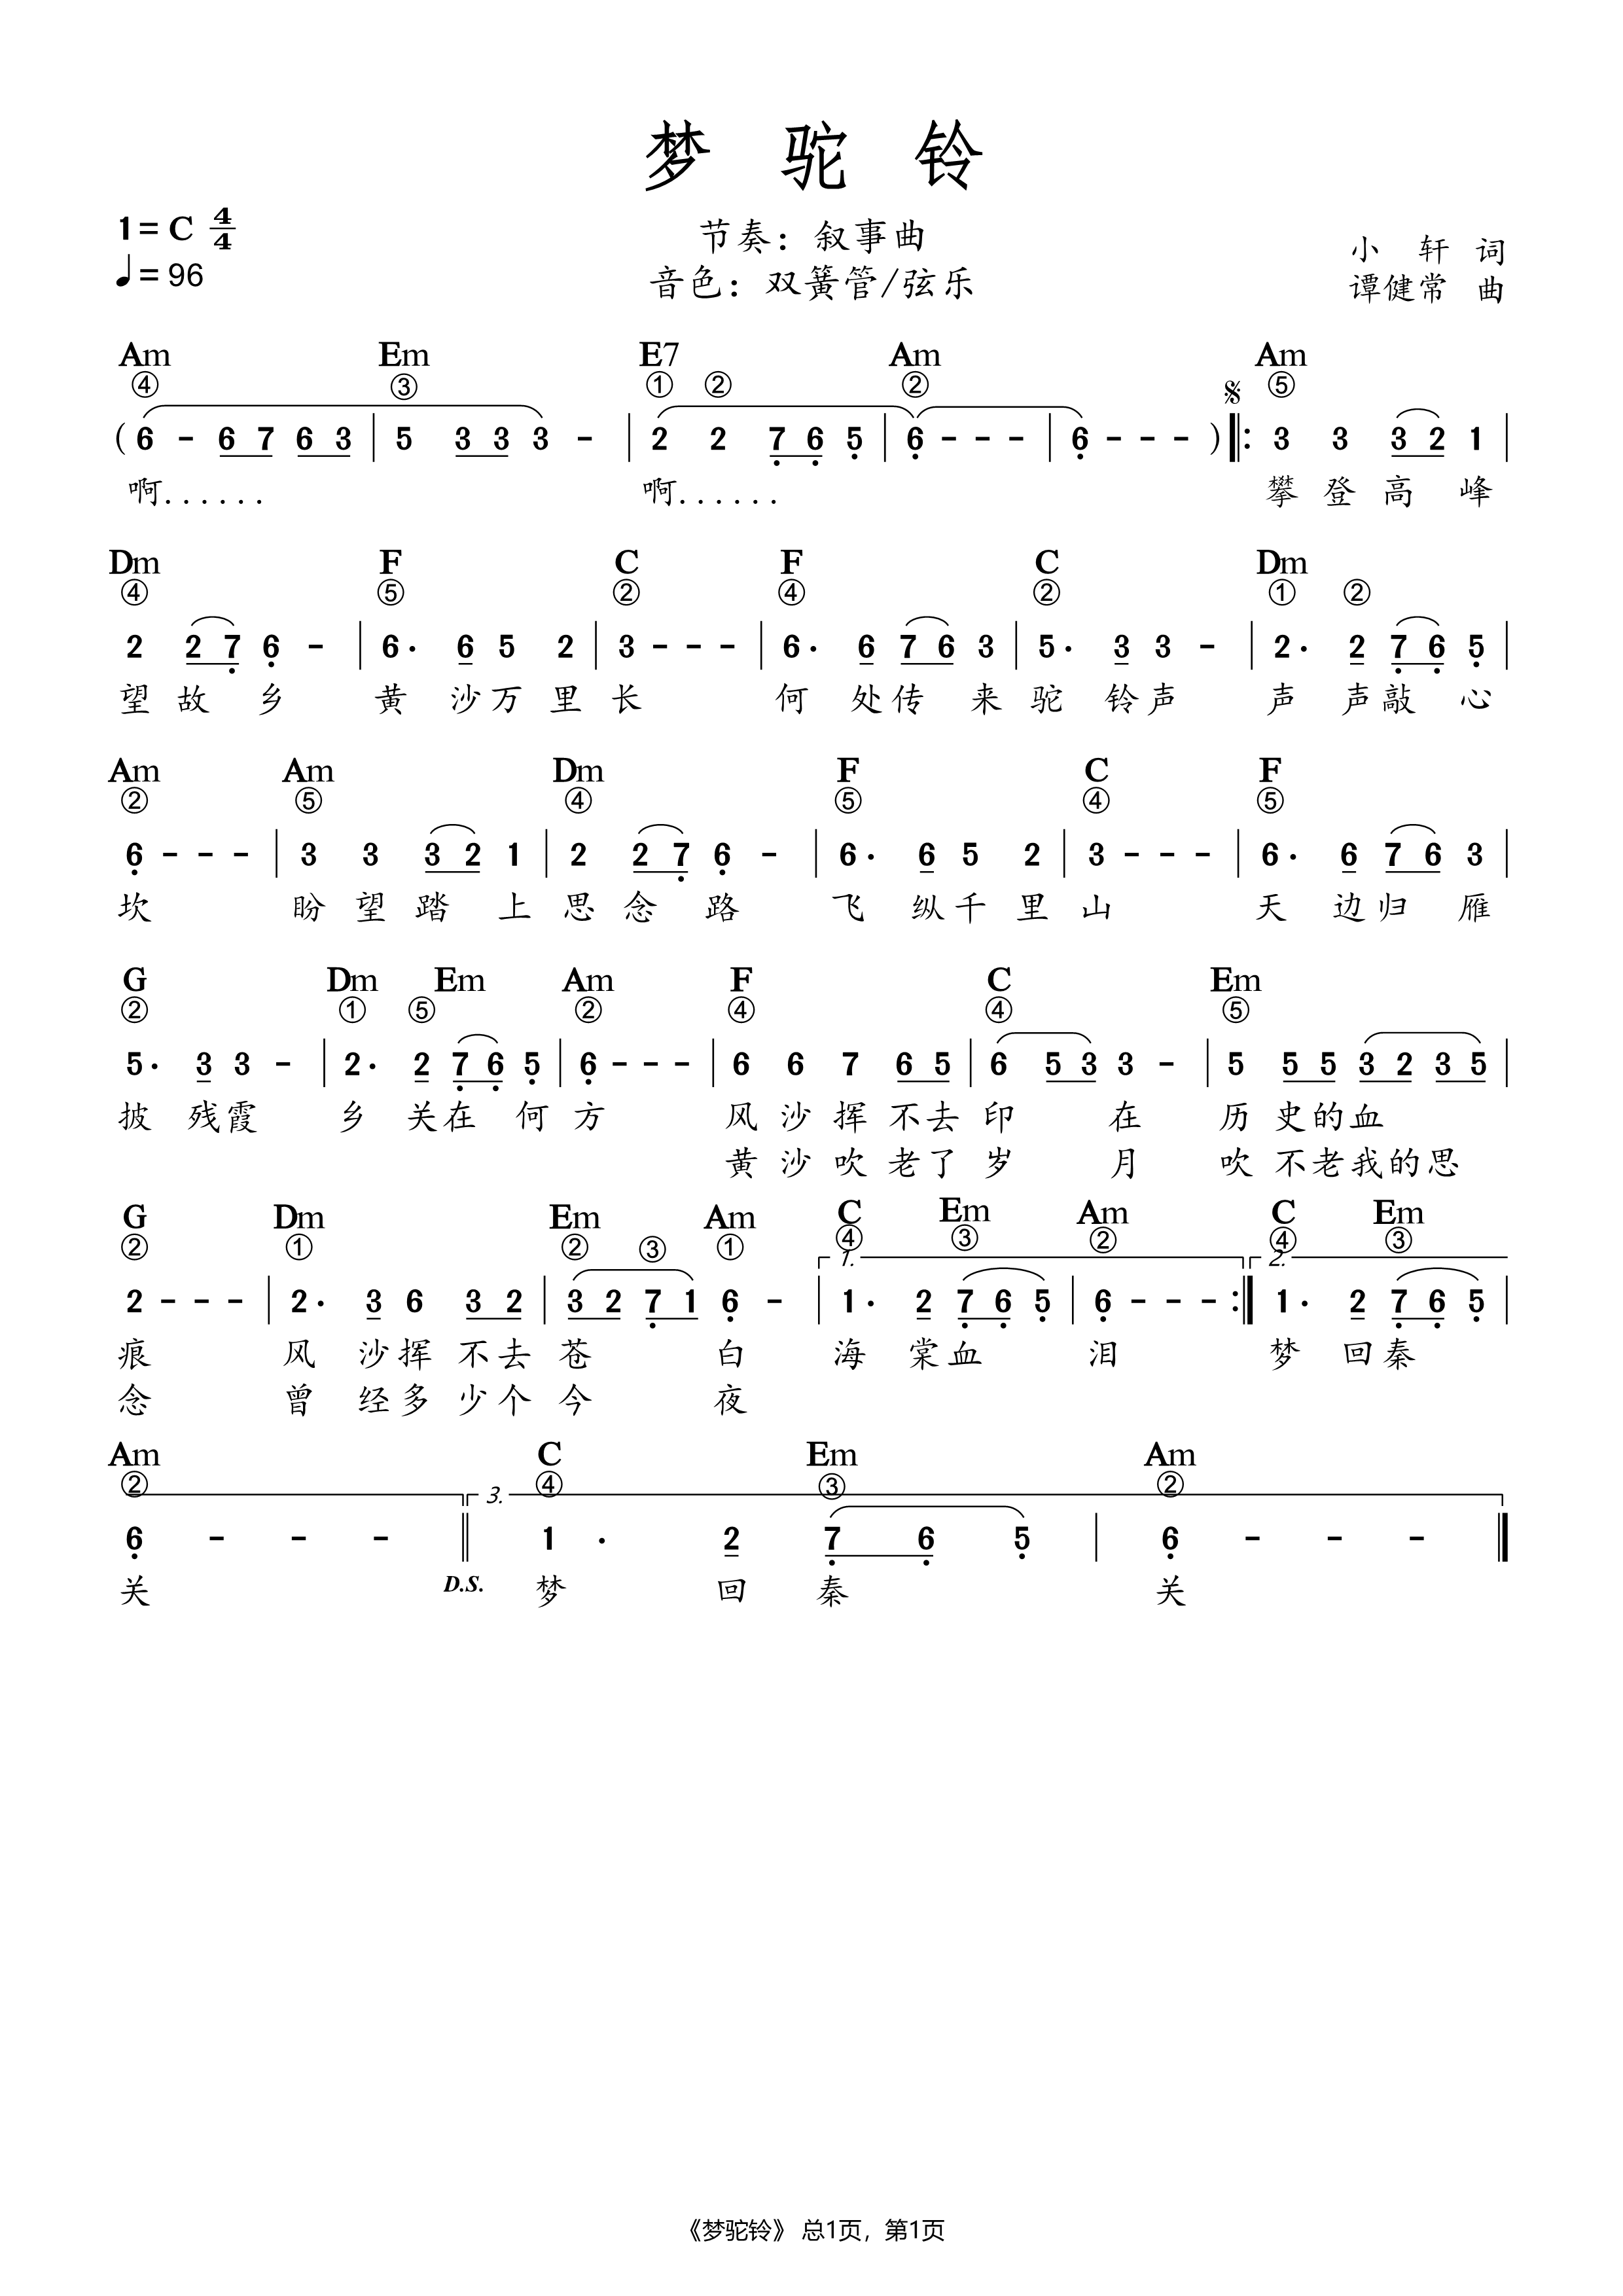 梦 驼 铃
1= C 4/4
♩= 96
节奏：叙事曲
音色：双簧管/弦乐
小 轩 词
谭健常 曲
Am Em E7 Am Am
④ ③ ① ② ② ⑤
(6 - 6 7 6 3 | 5 3 3 3 - | 2 2 7̣ 6̣ 5̣ | 6̣ - - - | 6̣ - - - ) 𝄋 ‖: 3 3 3 2 1 |
啊...... 啊...... 攀 登 高 峰
Dm F C F C Dm
④ ⑤ ② ④ ② ① ②
2 2 7̣ 6̣ - | 6· 6 5 2 | 3 - - - | 6· 6 7 6 3 | 5· 3 3 - | 2· 2 7̣ 6̣ 5̣ |
望 故 乡 黄 沙 万 里 长 何 处 传 来 驼 铃 声 声 声 敲 心
Am Am Dm F C F
② ⑤ ④ ⑤ ④ ⑤
6̣ - - - | 3 3 3 2 1 | 2 2 7̣ 6̣ - | 6· 6 5 2 | 3 - - - | 6· 6 7 6 3 |
坎 盼 望 踏 上 思 念 路 飞 纵 千 里 山 天 边 归 雁
G Dm Em Am F C Em
② ① ⑤ ② ④ ④ ⑤
5· 3 3 - | 2· 2 7̣ 6̣ 5̣ | 6̣ - - - | 6 6 7 6 5 | 6 5 3 3 - | 5 5 5 3 2 3 5 |
披 残 霞 乡 关 在 何 方 风 沙 挥 不 去 印 在 历 史 的 血
黄 沙 吹 老 了 岁 月 吹 不 老 我 的 思
G Dm Em Am C Em Am C Em
② ① ② ③ ① ④ ③ ② ④ ③
1. 2.
2 - - - | 2· 3 6 3 2 | 3 2 7̣ 1 6̣ - | 1· 2 7̣ 6̣ 5̣ | 6̣ - - - :‖ 1· 2 7̣ 6̣ 5̣ |
痕 风 沙 挥 不 去 苍 白 海 棠 血 泪 梦 回 秦
念 曾 经 多 少 个 今 夜
Am C Em Am
② ④ ③ ②
3.
6̣ - - - ‖ 1· 2 7̣ 6̣ 5̣ | 6̣ - - - ‖
关 D.S. 梦 回 秦 关
《梦驼铃》 总1页，第1页